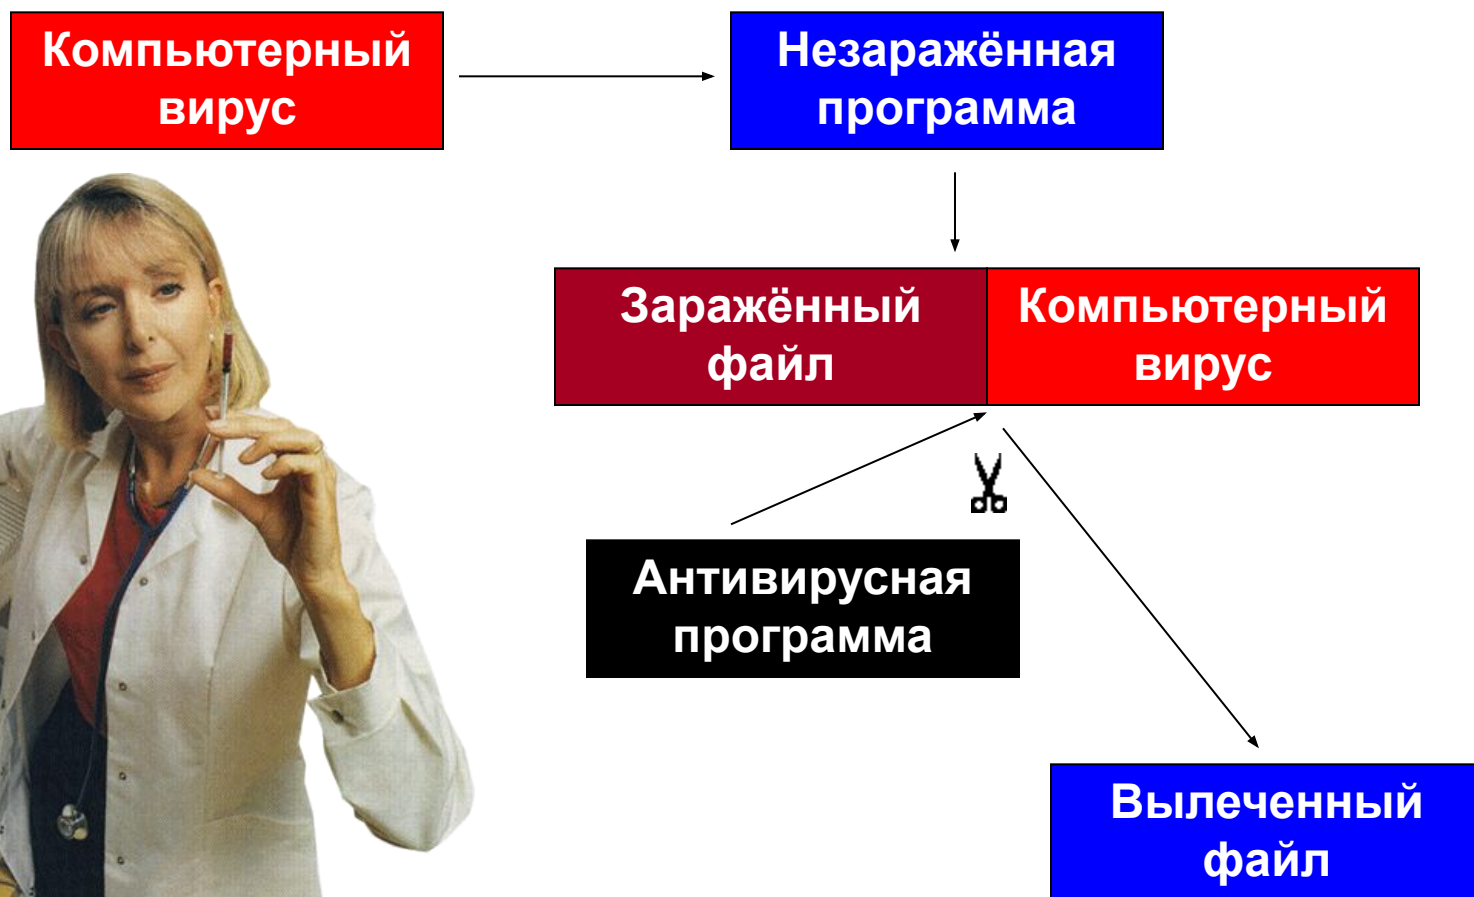 Компьютерный
вирус
Незаражённая
программа
Заражённый
файл
Компьютерный
вирус
Антивирусная
программа
Вылеченный
файл